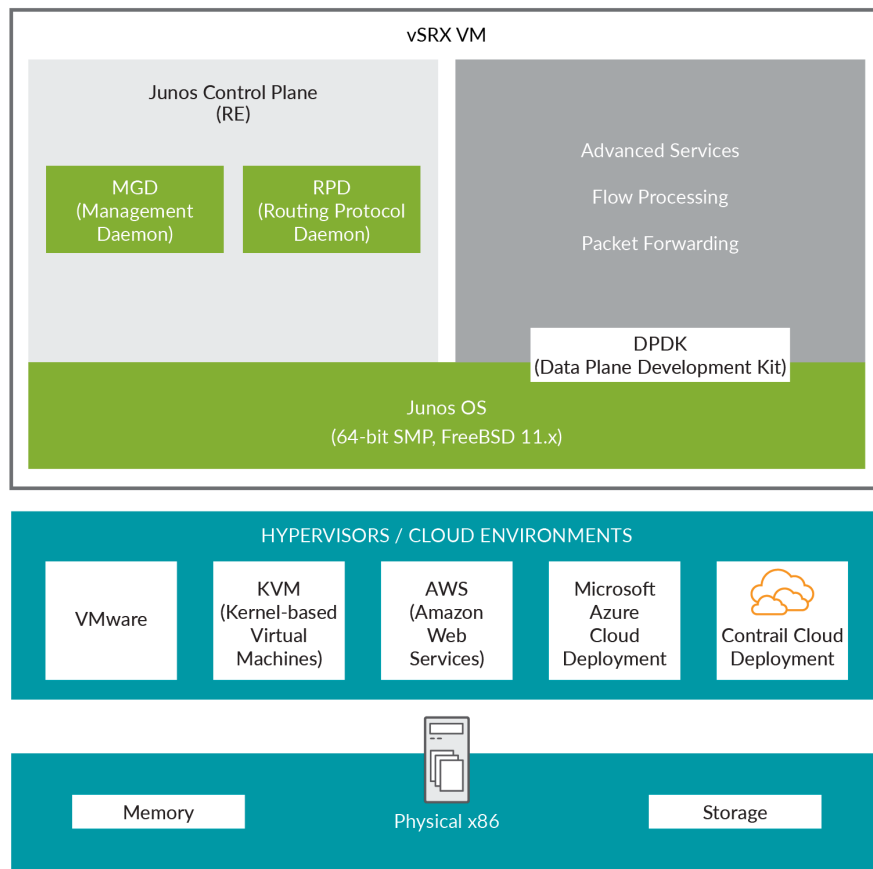 vSRX VM
Junos Control Plane
(RE)
MGD
(Management
Daemon)
RPD
(Routing Protocol
Daemon)
Advanced Services
Flow Processing
Packet Forwarding
DPDK
(Data Plane Development Kit)
Junos OS
(64-bit SMP, FreeBSD 11.x)
HYPERVISORS / CLOUD ENVIRONMENTS
VMware
KVM
(Kernel-based
Virtual
Machines)
AWS
(Amazon
Web
Services)
Microsoft
Azure
Cloud
Deployment
Contrail Cloud
Deployment
Memory
Physical x86
Storage